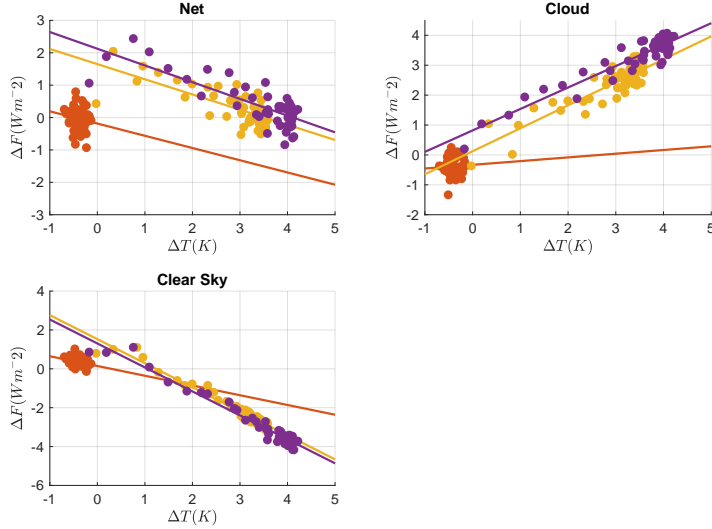 Net
3
2
1
0
-1
-2
-3
-1 0 1 2 3 4 5
ΔT(K)
ΔF(Wm⁻2)
Cloud
4
3
2
1
0
-1
-2
-1 0 1 2 3 4 5
ΔT(K)
ΔF(Wm⁻2)
Clear Sky
4
2
0
-2
-4
-6
-1 0 1 2 3 4 5
ΔT(K)
ΔF(Wm⁻2)